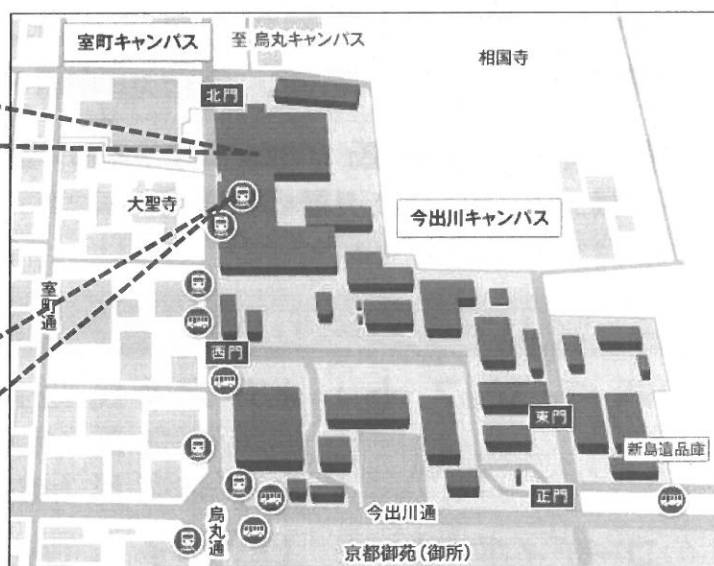 室町キャンパス
至 烏丸キャンパス
相国寺
北門
大聖寺
今出川キャンパス
室町通
西門
東門
新島遺品庫
正門
烏丸通
今出川通
京都御苑(御所)